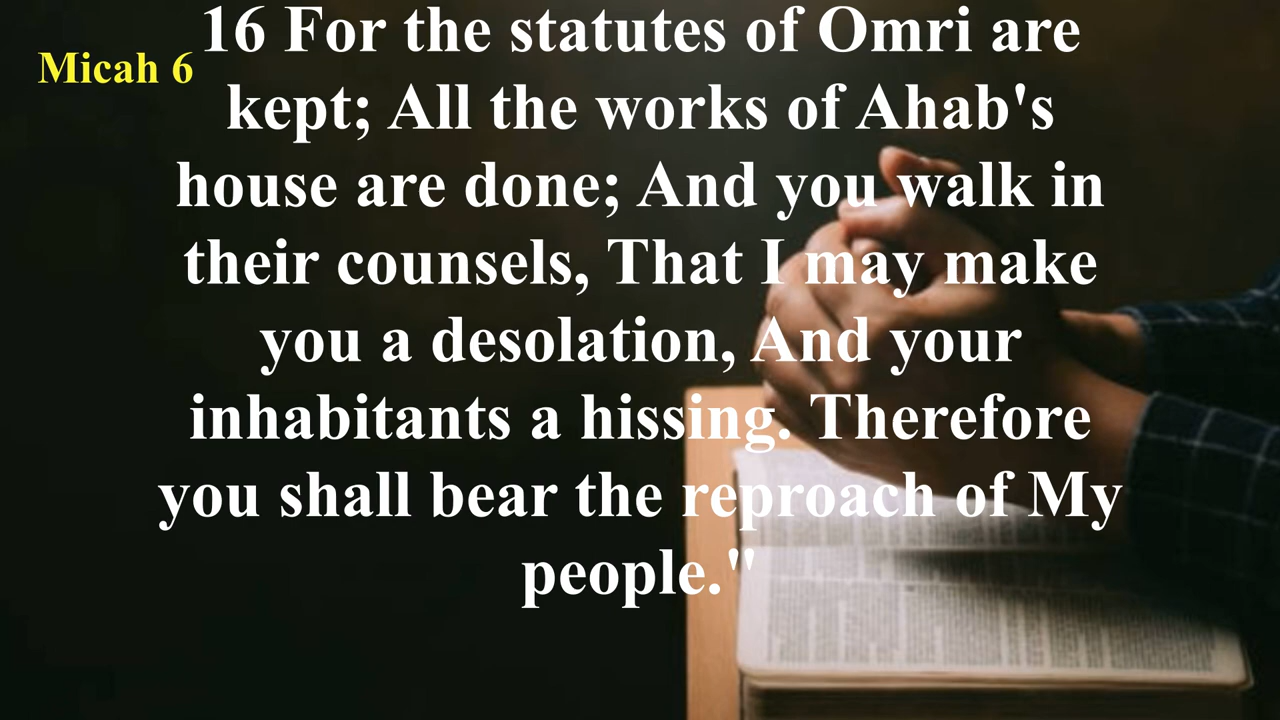 Micah 6
16 For the statutes of Omri are
kept; All the works of Ahab's
house are done; And you walk in
their counsels, That I may make
you a desolation, And your
inhabitants a hissing. Therefore
you shall bear the reproach of My
people."